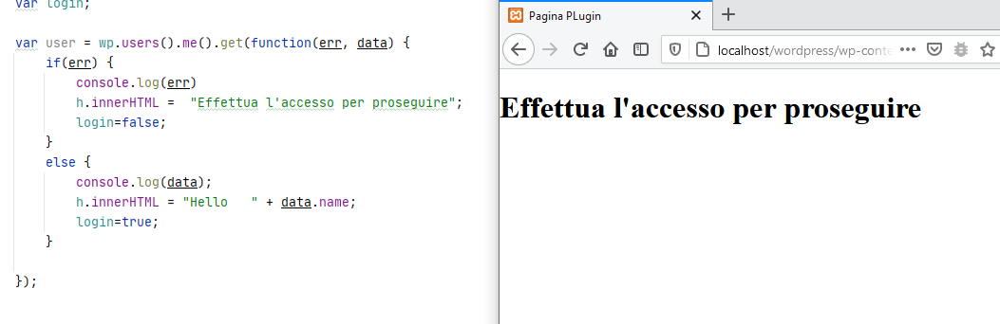 var login;
var user = wp.users().me().get(function(err, data) {
if(err) {
console.log(err)
h.innerHTML =  "Effettua l'accesso per proseguire";
login=false;
}
else {
console.log(data);
h.innerHTML = "Hello   " + data.name;
login=true;
}
});
Pagina PLugin
localhost/wordpress/wp-conte
Effettua l'accesso per proseguire